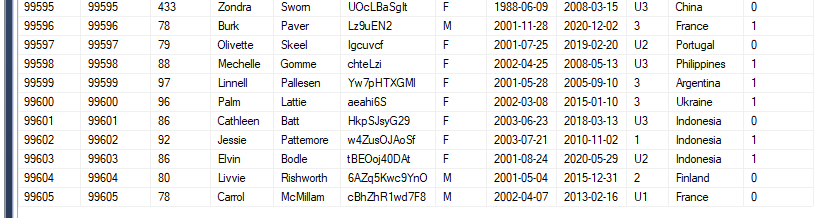 99595 99595 433 Zondra Sworn UOcLBaSglt F 1988-06-09 2008-03-15 U3 China 0
99596 99596 78 Burk Paver Lz9uEN2 M 2001-11-28 2020-12-02 3 France 1
99597 99597 79 Olivette Skeel Igcuvcf F 2001-07-25 2019-02-20 U2 Portugal 0
99598 99598 88 Mechelle Gomme chteLzi F 2002-04-25 2008-05-13 U3 Philippines 1
99599 99599 97 Linnell Pallesen Yw7pHTXGMl F 2001-05-28 2005-09-10 3 Argentina 1
99600 99600 96 Palm Lattie aeahi6S F 2002-03-08 2015-01-10 3 Ukraine 1
99601 99601 86 Cathleen Batt HkpSJsyG29 F 2003-06-23 2018-03-13 U3 Indonesia 0
99602 99602 92 Jessie Pattemore w4ZusOJAoSf F 2003-07-21 2010-11-02 1 Indonesia 1
99603 99603 86 Elvin Bodle tBEOoj40DAt F 2001-08-24 2020-05-29 U2 Indonesia 1
99604 99604 80 Livvie Rishworth 6AZq5Kwc9YnO M 2001-05-04 2015-12-31 2 Finland 0
99605 99605 78 Carrol McMillam cBhZhR1wd7F8 M 2002-04-07 2013-02-16 U1 France 0